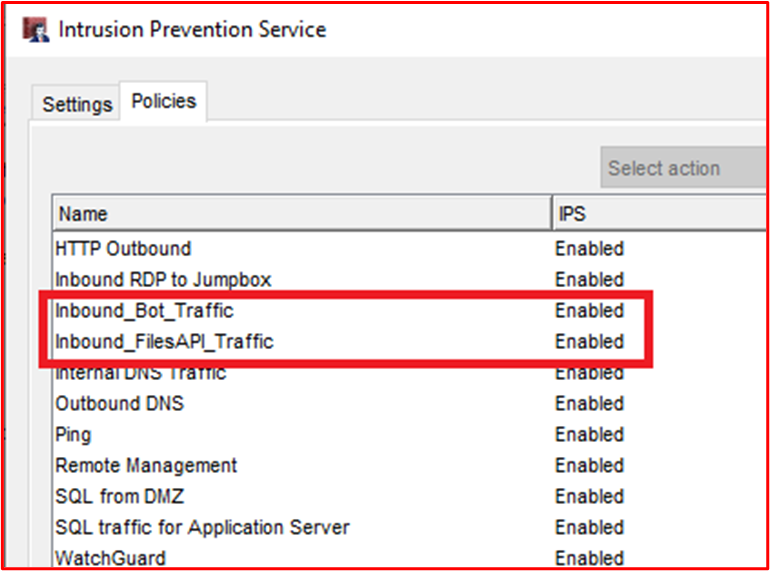 Intrusion Prevention Service
Settings Policies
Select action
Name IPS
HTTP Outbound Enabled
Inbound RDP to Jumpbox Enabled
Inbound_Bot_Traffic Enabled
Inbound_FilesAPI_Traffic Enabled
Internal DNS Traffic Enabled
Outbound DNS Enabled
Ping Enabled
Remote Management Enabled
SQL from DMZ Enabled
SQL traffic for Application Server Enabled
WatchGuard Enabled